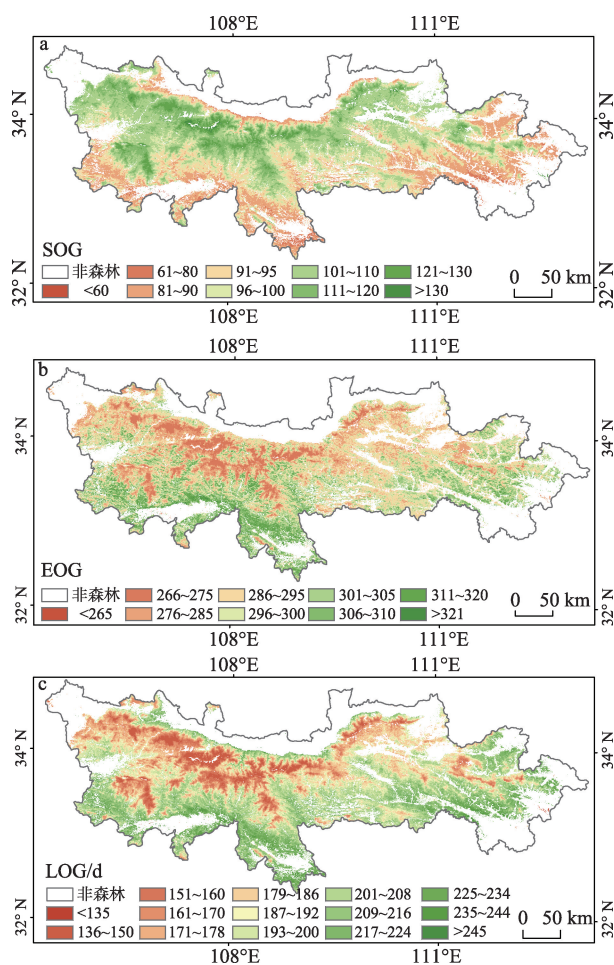 108°E 111°E
a
34° N
34° N
SOG
非森林 61~80 91~95 101~110 121~130
<60 81~90 96~100 111~120 >130
0 50 km
32° N
32° N
108°E 111°E
b
34° N
34° N
EOG
非森林 266~275 286~295 301~305 311~320
<265 276~285 296~300 306~310 >321
0 50 km
32° N
32° N
108°E 111°E
c
34° N
34° N
LOG/d
非森林 151~160 179~186 201~208 225~234
<135 161~170 187~192 209~216 235~244
136~150 171~178 193~200 217~224 >245
0 50 km
32° N
32° N
108°E 111°E